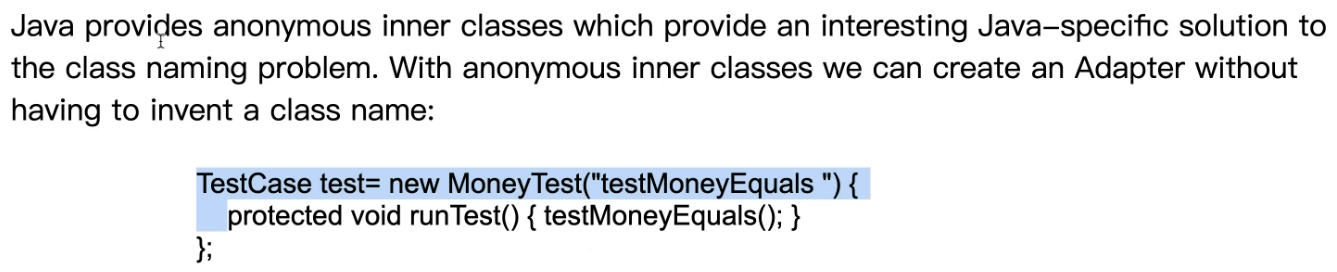 Java provides anonymous inner classes which provide an interesting Java–specific solution to
the class naming problem. With anonymous inner classes we can create an Adapter without
having to invent a class name:
TestCase test= new MoneyTest("testMoneyEquals ") {
protected void runTest() { testMoneyEquals(); }
};